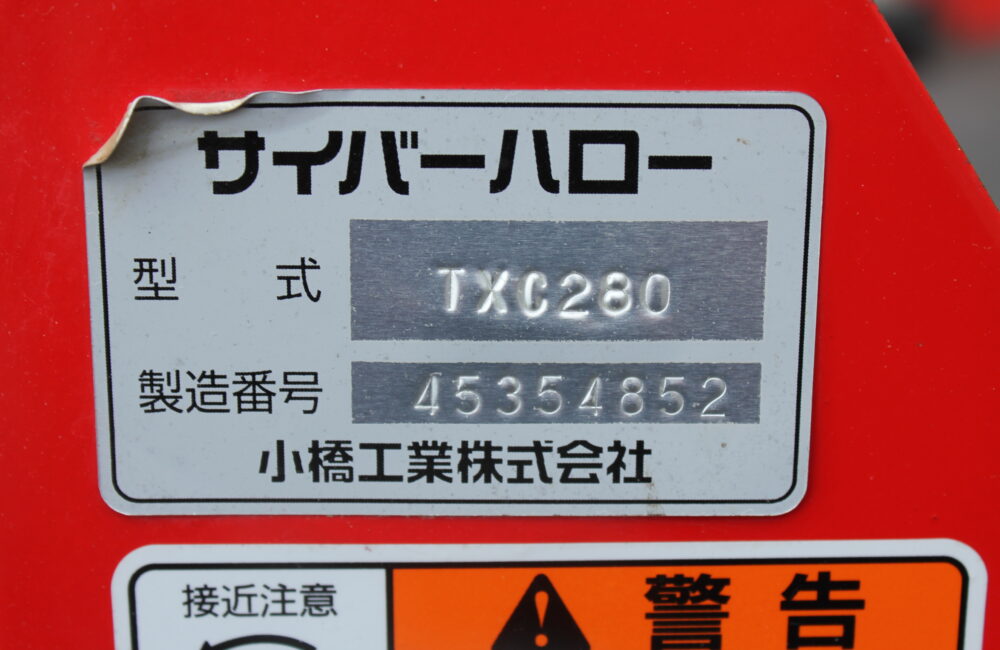 サイバーハロー
型 式 TXC280
製造番号 45354852
小橋工業株式会社
接近注意
警告